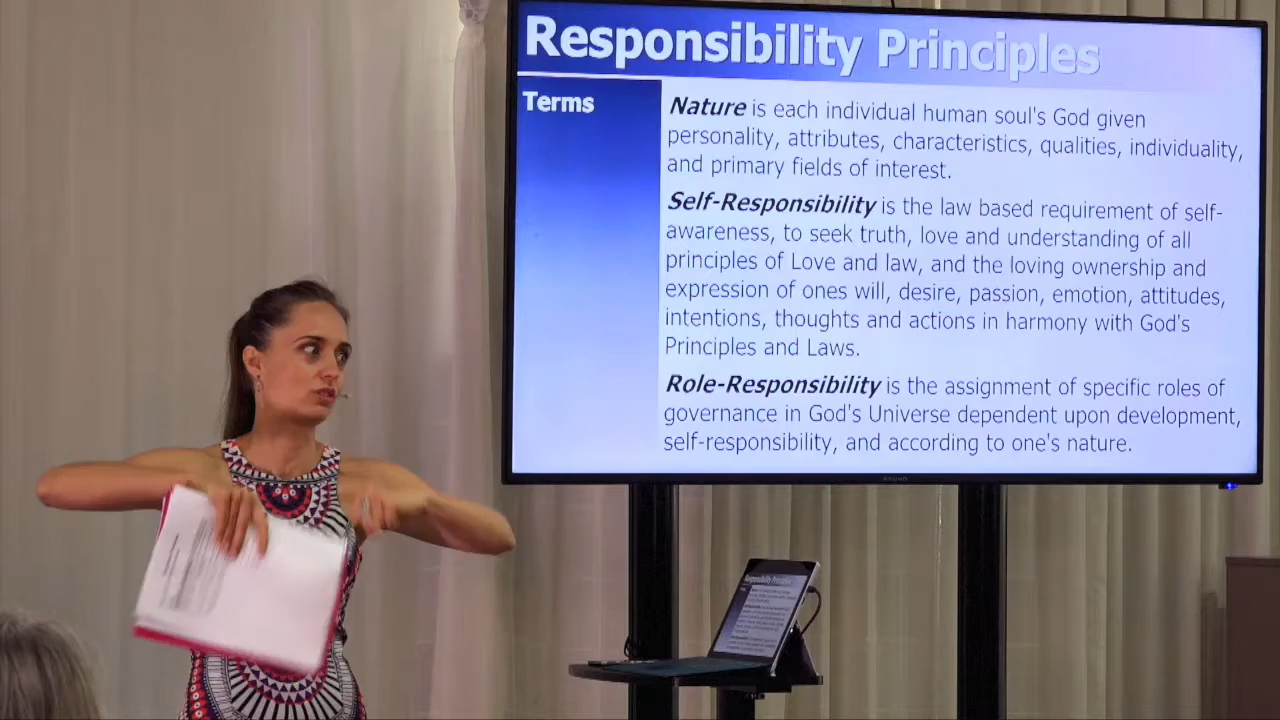 Responsibility Principles
Terms
Nature is each individual human soul's God given
personality, attributes, characteristics, qualities, individuality,
and primary fields of interest.
Self-Responsibility is the law based requirement of self-
awareness, to seek truth, love and understanding of all
principles of Love and law, and the loving ownership and
expression of ones will, desire, passion, emotion, attitudes,
intentions, thoughts and actions in harmony with God's
Principles and Laws.
Role-Responsibility is the assignment of specific roles of
governance in God's Universe dependent upon development,
self-responsibility, and according to one's nature.
Responsibility Principles